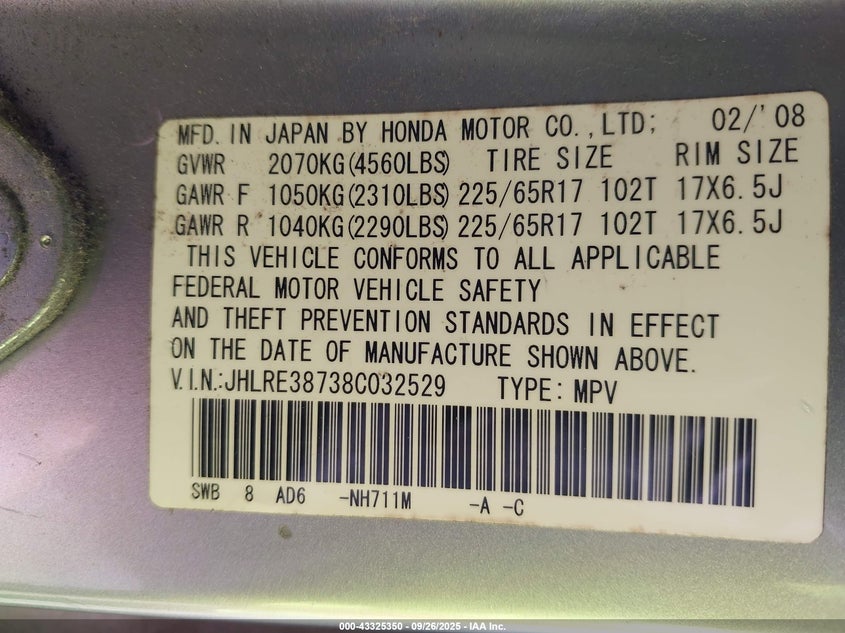 MFD. IN JAPAN BY HONDA MOTOR CO.,LTD; 02/'08
GVWR 2070KG(4560LBS) TIRE SIZE RIM SIZE
GAWR F 1050KG(2310LBS) 225/65R17 102T 17X6.5J
GAWR R 1040KG(2290LBS) 225/65R17 102T 17X6.5J
THIS VEHICLE CONFORMS TO ALL APPLICABLE
FEDERAL MOTOR VEHICLE SAFETY
AND THEFT PREVENTION STANDARDS IN EFFECT
ON THE DATE OF MANUFACTURE SHOWN ABOVE.
V.I.N.:JHLRE38738C032529 TYPE: MPV
SWB 8 AD6 -NH711M -A -C
000-43325350 - 09/26/2025 - IAA Inc.